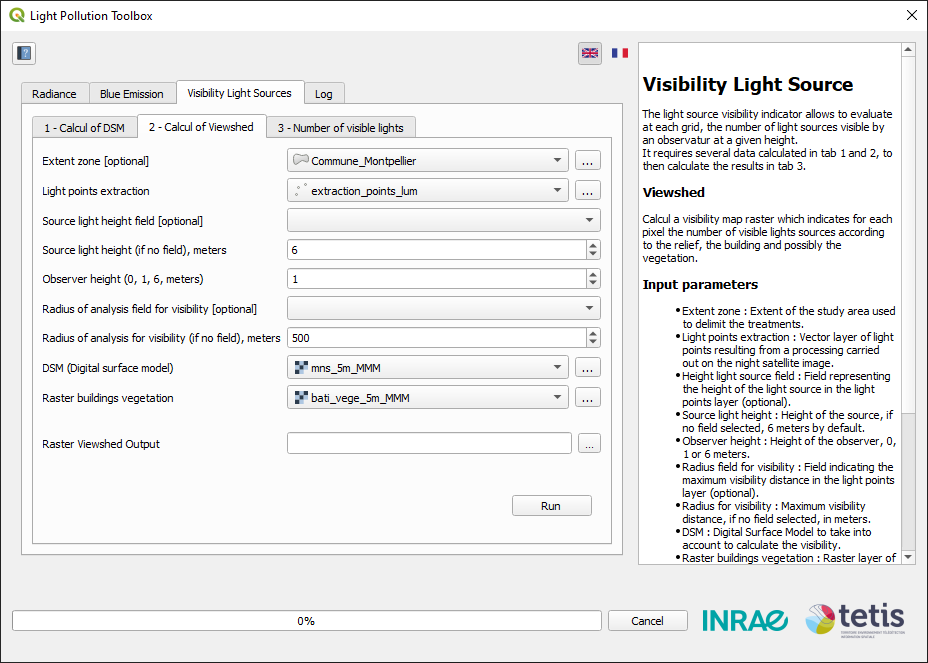 Light Pollution Toolbox
Radiance
Blue Emission
Visibility Light Sources
Log
1 - Calcul of DSM
2 - Calcul of Viewshed
3 - Number of visible lights
Extent zone [optional]
Commune_Montpellier
...
Light points extraction
extraction_points_lum
...
Source light height field [optional]
Source light height (if no field), meters
6
Observer height (0, 1, 6, meters)
1
Radius of analysis field for visibility [optional]
Radius of analysis for visibility (if no field), meters
500
DSM (Digital surface model)
mns_5m_MMM
...
Raster buildings vegetation
bati_vege_5m_MMM
...
Raster Viewshed Output
...
Run
Visibility Light Source
The light source visibility indicator allows to evaluate
at each grid, the number of light sources visible by
an observatur at a given height.
It requires several data calculated in tab 1 and 2, to
then calculate the results in tab 3.
Viewshed
Calcul a visibility map raster which indicates for each
pixel the number of visible lights sources according
to the relief, the building and possibly the
vegetation.
Input parameters
•Extent zone : Extent of the study area used
to delimit the treatments.
•Light points extraction : Vector layer of light
points resulting from a processing carried
out on the night satellite image.
•Height light source field : Field representing
the height of the light source in the light
points layer (optional).
•Source light height : Height of the source, if
no field selected, 6 meters by default.
•Observer height : Height of the observer, 0,
1 or 6 meters.
•Radius field for visibility : Field indicating the
maximum visibility distance in the light points
layer (optional).
•Radius for visibility : Maximum visibility
distance, if no field selected, in meters.
•DSM : Digital Surface Model to take into
account to calculate the visibility.
•Raster buildings vegetation : Raster layer of
0%
Cancel
INRAE
tetis